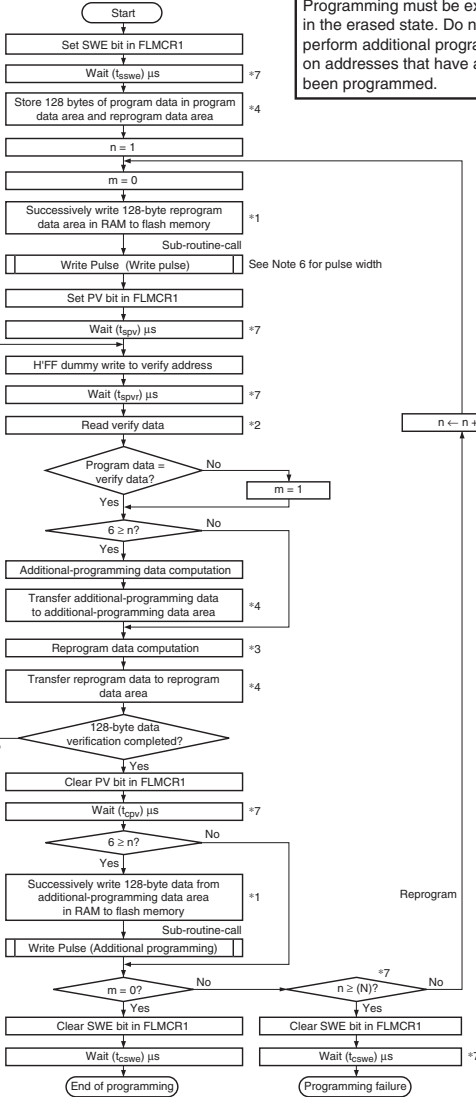 Start
Programming must be ex
in the erased state. Do n
perform additional progra
on addresses that have a
been programmed.
Set SWE bit in FLMCR1
Wait (tsswe) µs *7
Store 128 bytes of program data in program
data area and reprogram data area *4
n = 1
m = 0
Successively write 128-byte reprogram
data area in RAM to flash memory *1
Sub-routine-call
Write Pulse (Write pulse) See Note 6 for pulse width
Set PV bit in FLMCR1
Wait (tspv) µs *7
H'FF dummy write to verify address
Wait (tspvr) µs *7
Read verify data *2
n ← n +
Program data =
verify data?
No
m = 1
Yes
6 ≥ n?
No
Yes
Additional-programming data computation
Transfer additional-programming data
to additional-programming data area *4
Reprogram data computation *3
Transfer reprogram data to reprogram
data area *4
128-byte data
verification completed?
Yes
Clear PV bit in FLMCR1
Wait (tcpv) µs *7
6 ≥ n?
No
Yes
Successively write 128-byte data from
additional-programming data area
in RAM to flash memory *1
Reprogram
Sub-routine-call
Write Pulse (Additional programming)
m = 0?
No
*7
n ≥ (N)?
No
Yes
Yes
Clear SWE bit in FLMCR1
Clear SWE bit in FLMCR1
Wait (tcswe) µs
Wait (tcswe) µs *7
End of programming
Programming failure